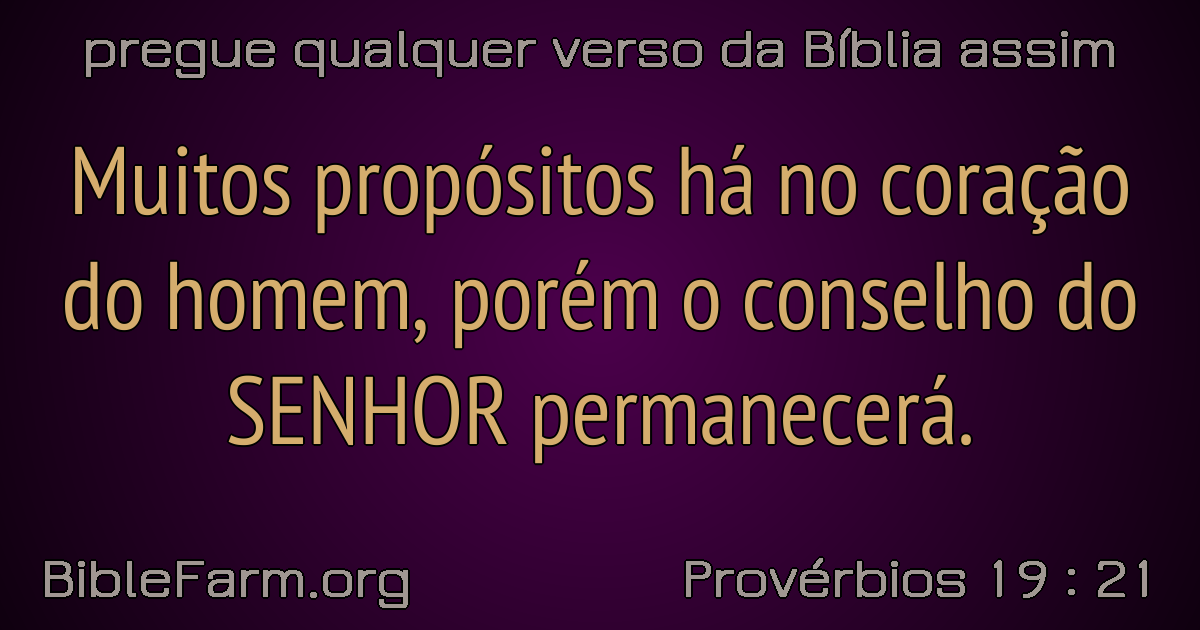 pregue qualquer verso da Bíblia assim
Muitos propósitos há no coração
do homem, porém o conselho do
SENHOR permanecerá.
BibleFarm.org
Provérbios 19 : 21